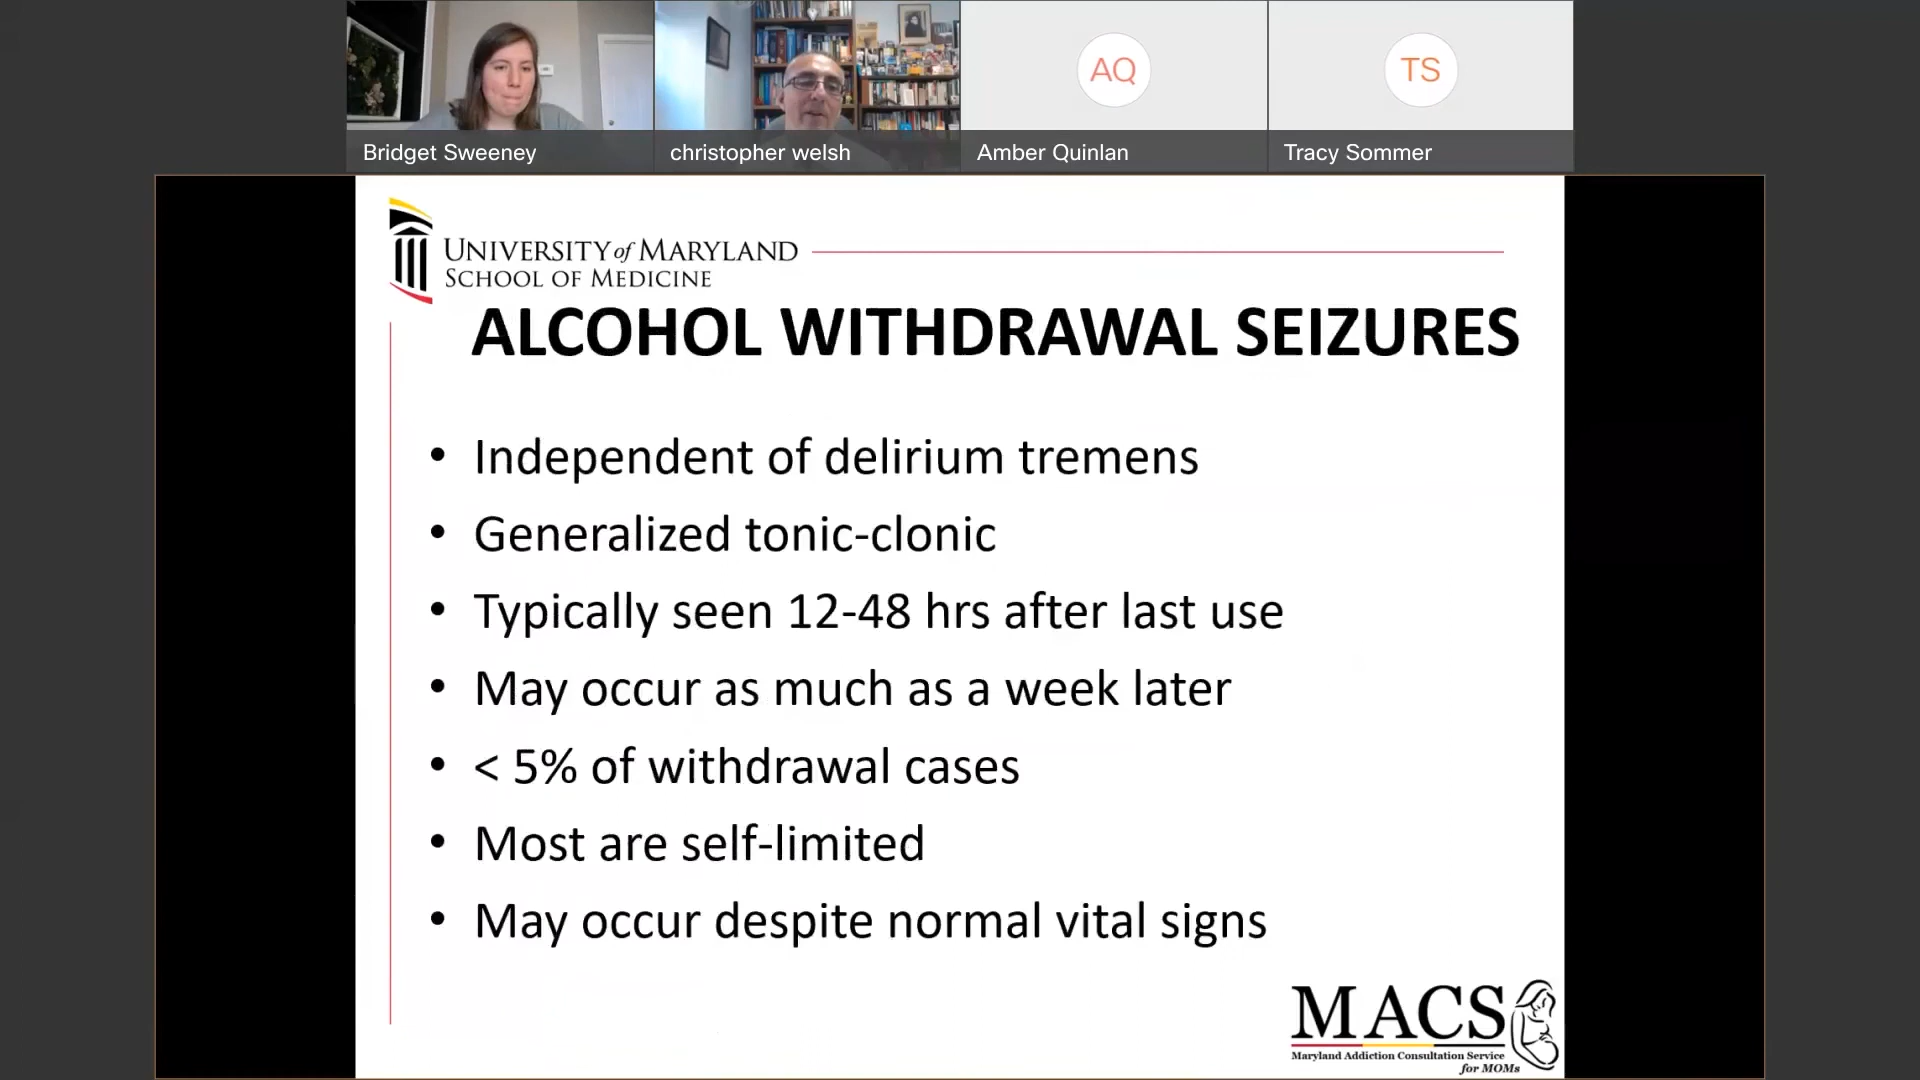 AQ
TS
Bridget Sweeney
christopher welsh
Amber Quinlan
Tracy Sommer
UNIVERSITY of MARYLAND
SCHOOL OF MEDICINE
ALCOHOL WITHDRAWAL SEIZURES
• Independent of delirium tremens
• Generalized tonic-clonic
• Typically seen 12-48 hrs after last use
• May occur as much as a week later
• < 5% of withdrawal cases
• Most are self-limited
• May occur despite normal vital signs
MACS
Maryland Addiction Consultation Service
for MOMs